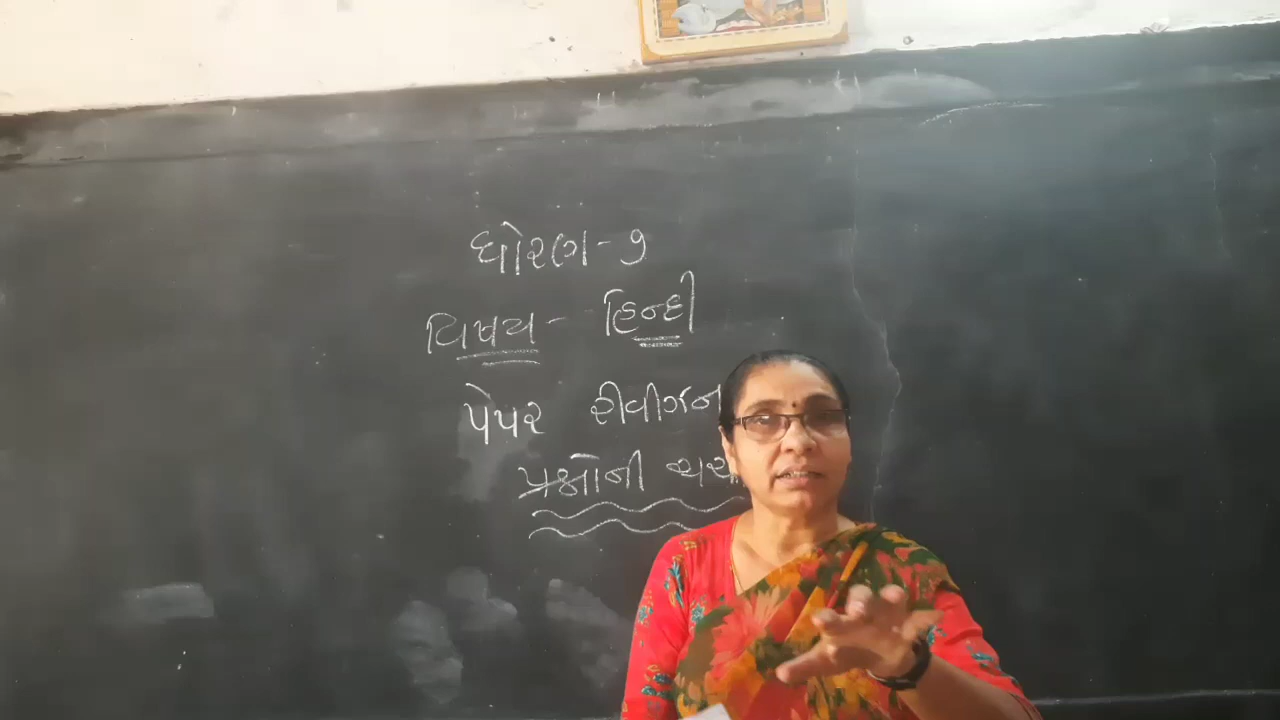 ધોરણ - ૭
વિષય - હિન્દી
પેપર રીવીઝન
પ્રશ્નોની